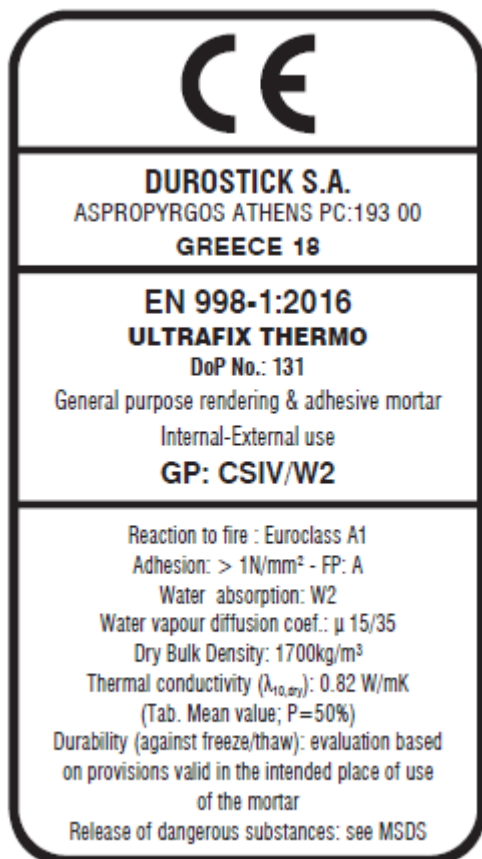 CE
DUROSTICK S.A.
ASPROPYRGOS ATHENS PC:193 00
GREECE 18
EN 998-1:2016
ULTRAFIX THERMO
DoP No.: 131
General purpose rendering & adhesive mortar
Internal-External use
GP: CSIV/W2
Reaction to fire : Euroclass A1
Adhesion: > 1N/mm² - FP: A
Water absorption: W2
Water vapour diffusion coef.: μ 15/35
Dry Bulk Density: 1700kg/m³
Thermal conductivity (λ10,dry): 0.82 W/mK
(Tab. Mean value; P=50%)
Durability (against freeze/thaw): evaluation based
on provisions valid in the intended place of use
of the mortar
Release of dangerous substances: see MSDS